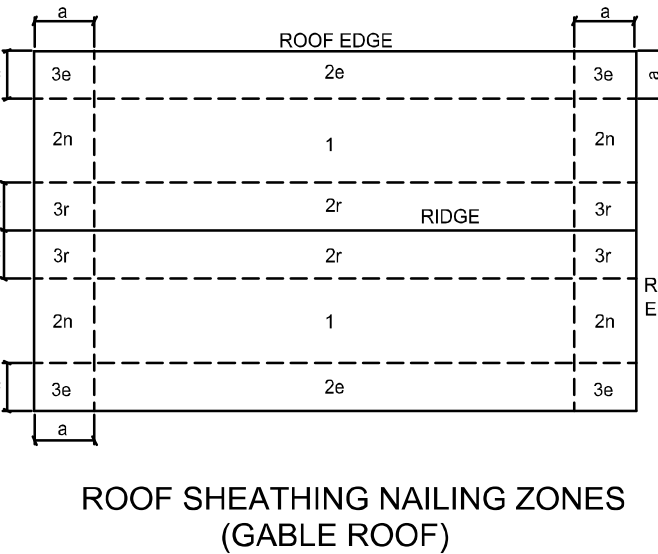 a a
ROOF EDGE
3e 2e 3e a
2n 1 2n
3r 2r 3r
RIDGE
3r 2r 3r
R
E
2n 1 2n
3e 2e 3e
a
ROOF SHEATHING NAILING ZONES
(GABLE ROOF)